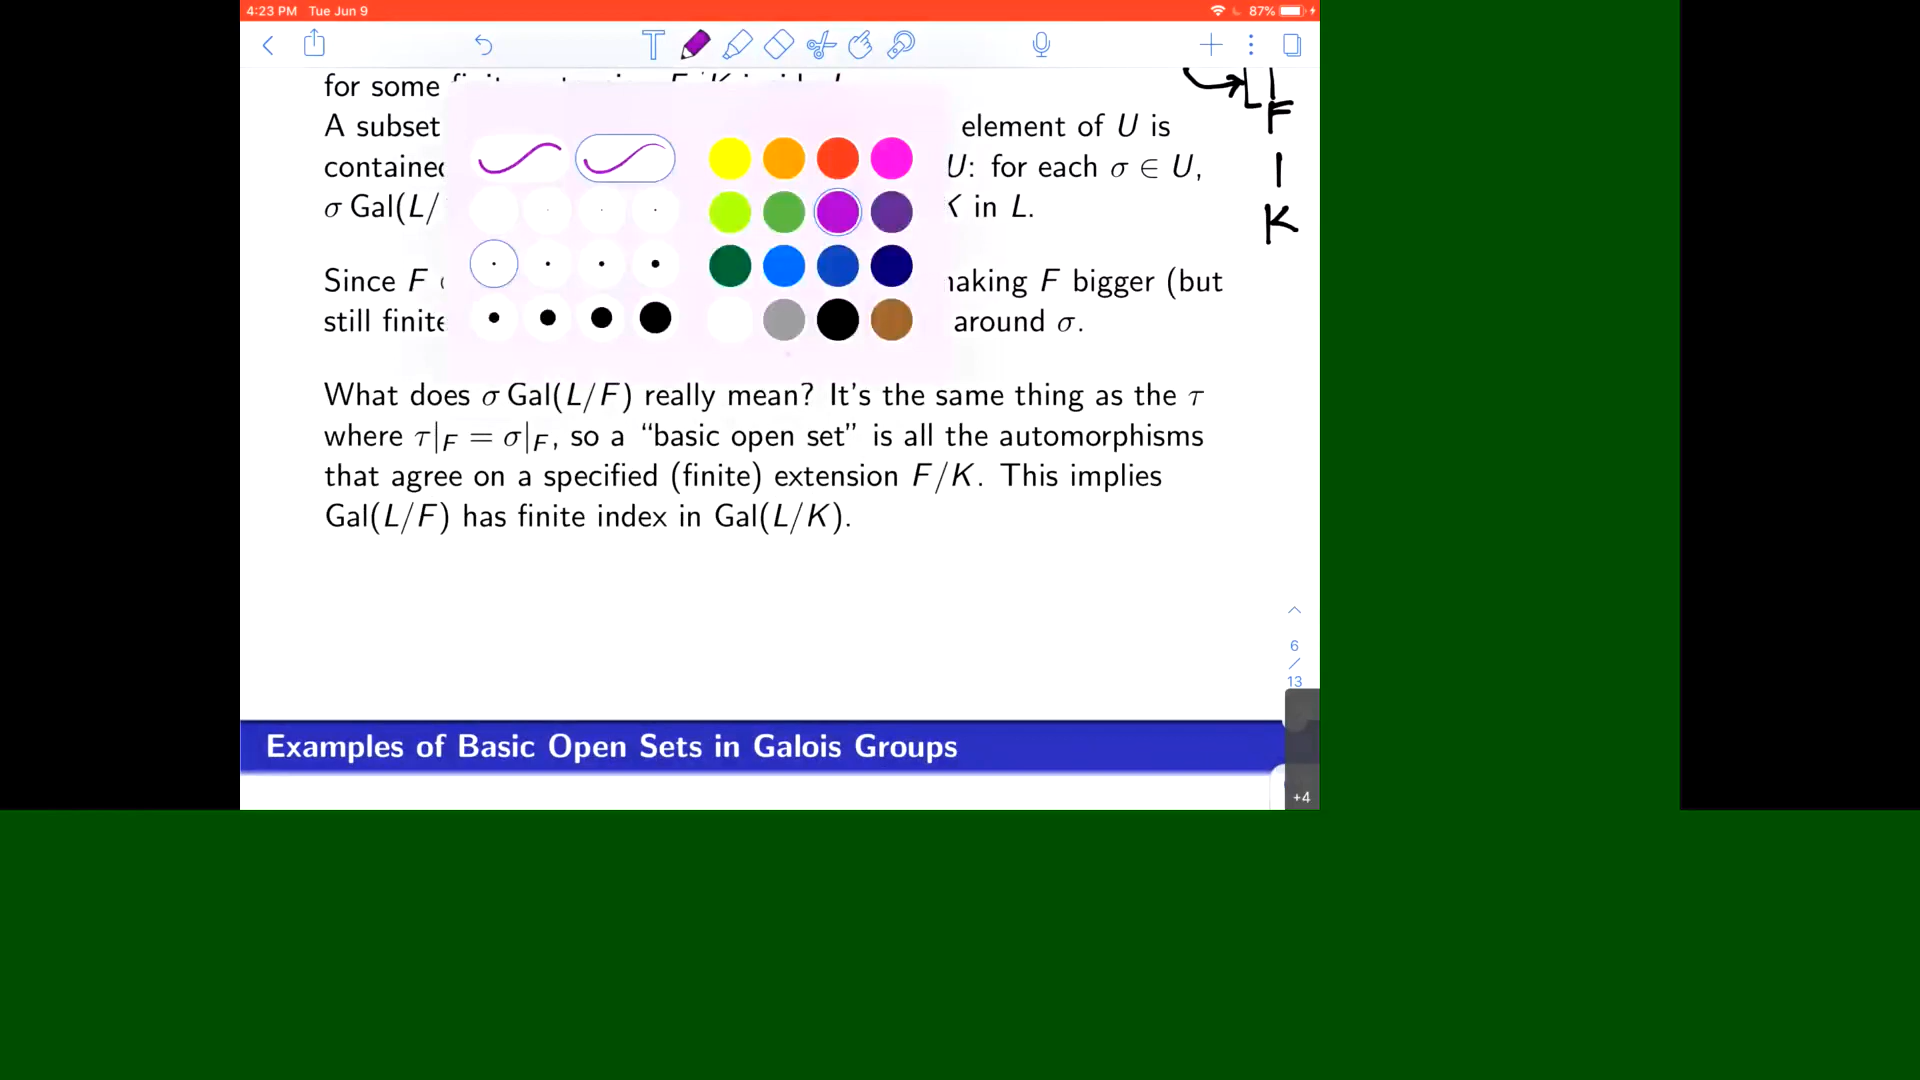 4:23 PM Tue Jun 9 87%
for some
A subset element of U is
contained U: for each σ ∈ U,
σ Gal(L/ K in L.
F
K
Since F making F bigger (but
still finite around σ.
What does σ Gal(L/F) really mean? It's the same thing as the τ
where τ|F = σ|F, so a “basic open set” is all the automorphisms
that agree on a specified (finite) extension F/K. This implies
Gal(L/F) has finite index in Gal(L/K).
6
/
13
Examples of Basic Open Sets in Galois Groups
+4